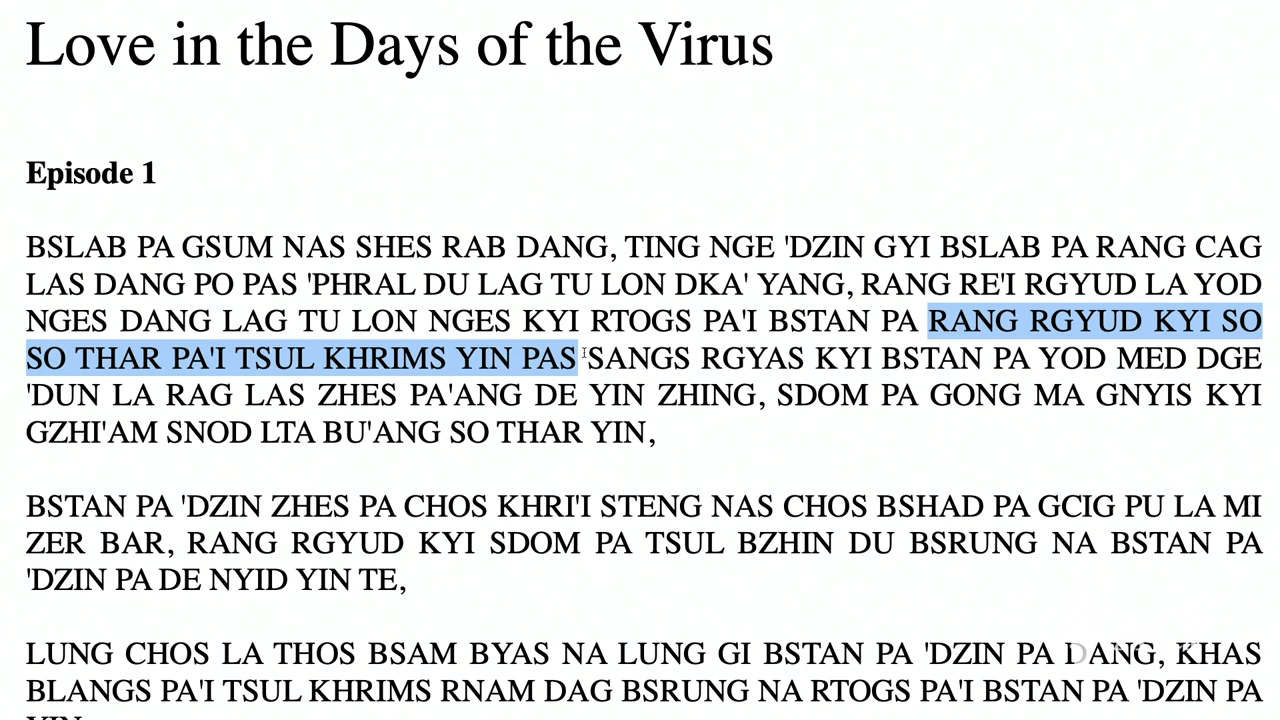 Love in the Days of the Virus
Episode 1
BSLAB PA GSUM NAS SHES RAB DANG, TING NGE 'DZIN GYI BSLAB PA RANG CAG
LAS DANG PO PAS 'PHRAL DU LAG TU LON DKA' YANG, RANG RE'I RGYUD LA YOD
NGES DANG LAG TU LON NGES KYI RTOGS PA'I BSTAN PA RANG RGYUD KYI SO
SO THAR PA'I TSUL KHRIMS YIN PAS SANGS RGYAS KYI BSTAN PA YOD MED DGE
'DUN LA RAG LAS ZHES PA'ANG DE YIN ZHING, SDOM PA GONG MA GNYIS KYI
GZHI'AM SNOD LTA BU'ANG SO THAR YIN,
BSTAN PA 'DZIN ZHES PA CHOS KHRI'I STENG NAS CHOS BSHAD PA GCIG PU LA MI
ZER BAR, RANG RGYUD KYI SDOM PA TSUL BZHIN DU BSRUNG NA BSTAN PA
'DZIN PA DE NYID YIN TE,
LUNG CHOS LA THOS BSAM BYAS NA LUNG GI BSTAN PA 'DZIN PA DANG, KHAS
BLANGS PA'I TSUL KHRIMS RNAM DAG BSRUNG NA RTOGS PA'I BSTAN PA 'DZIN PA